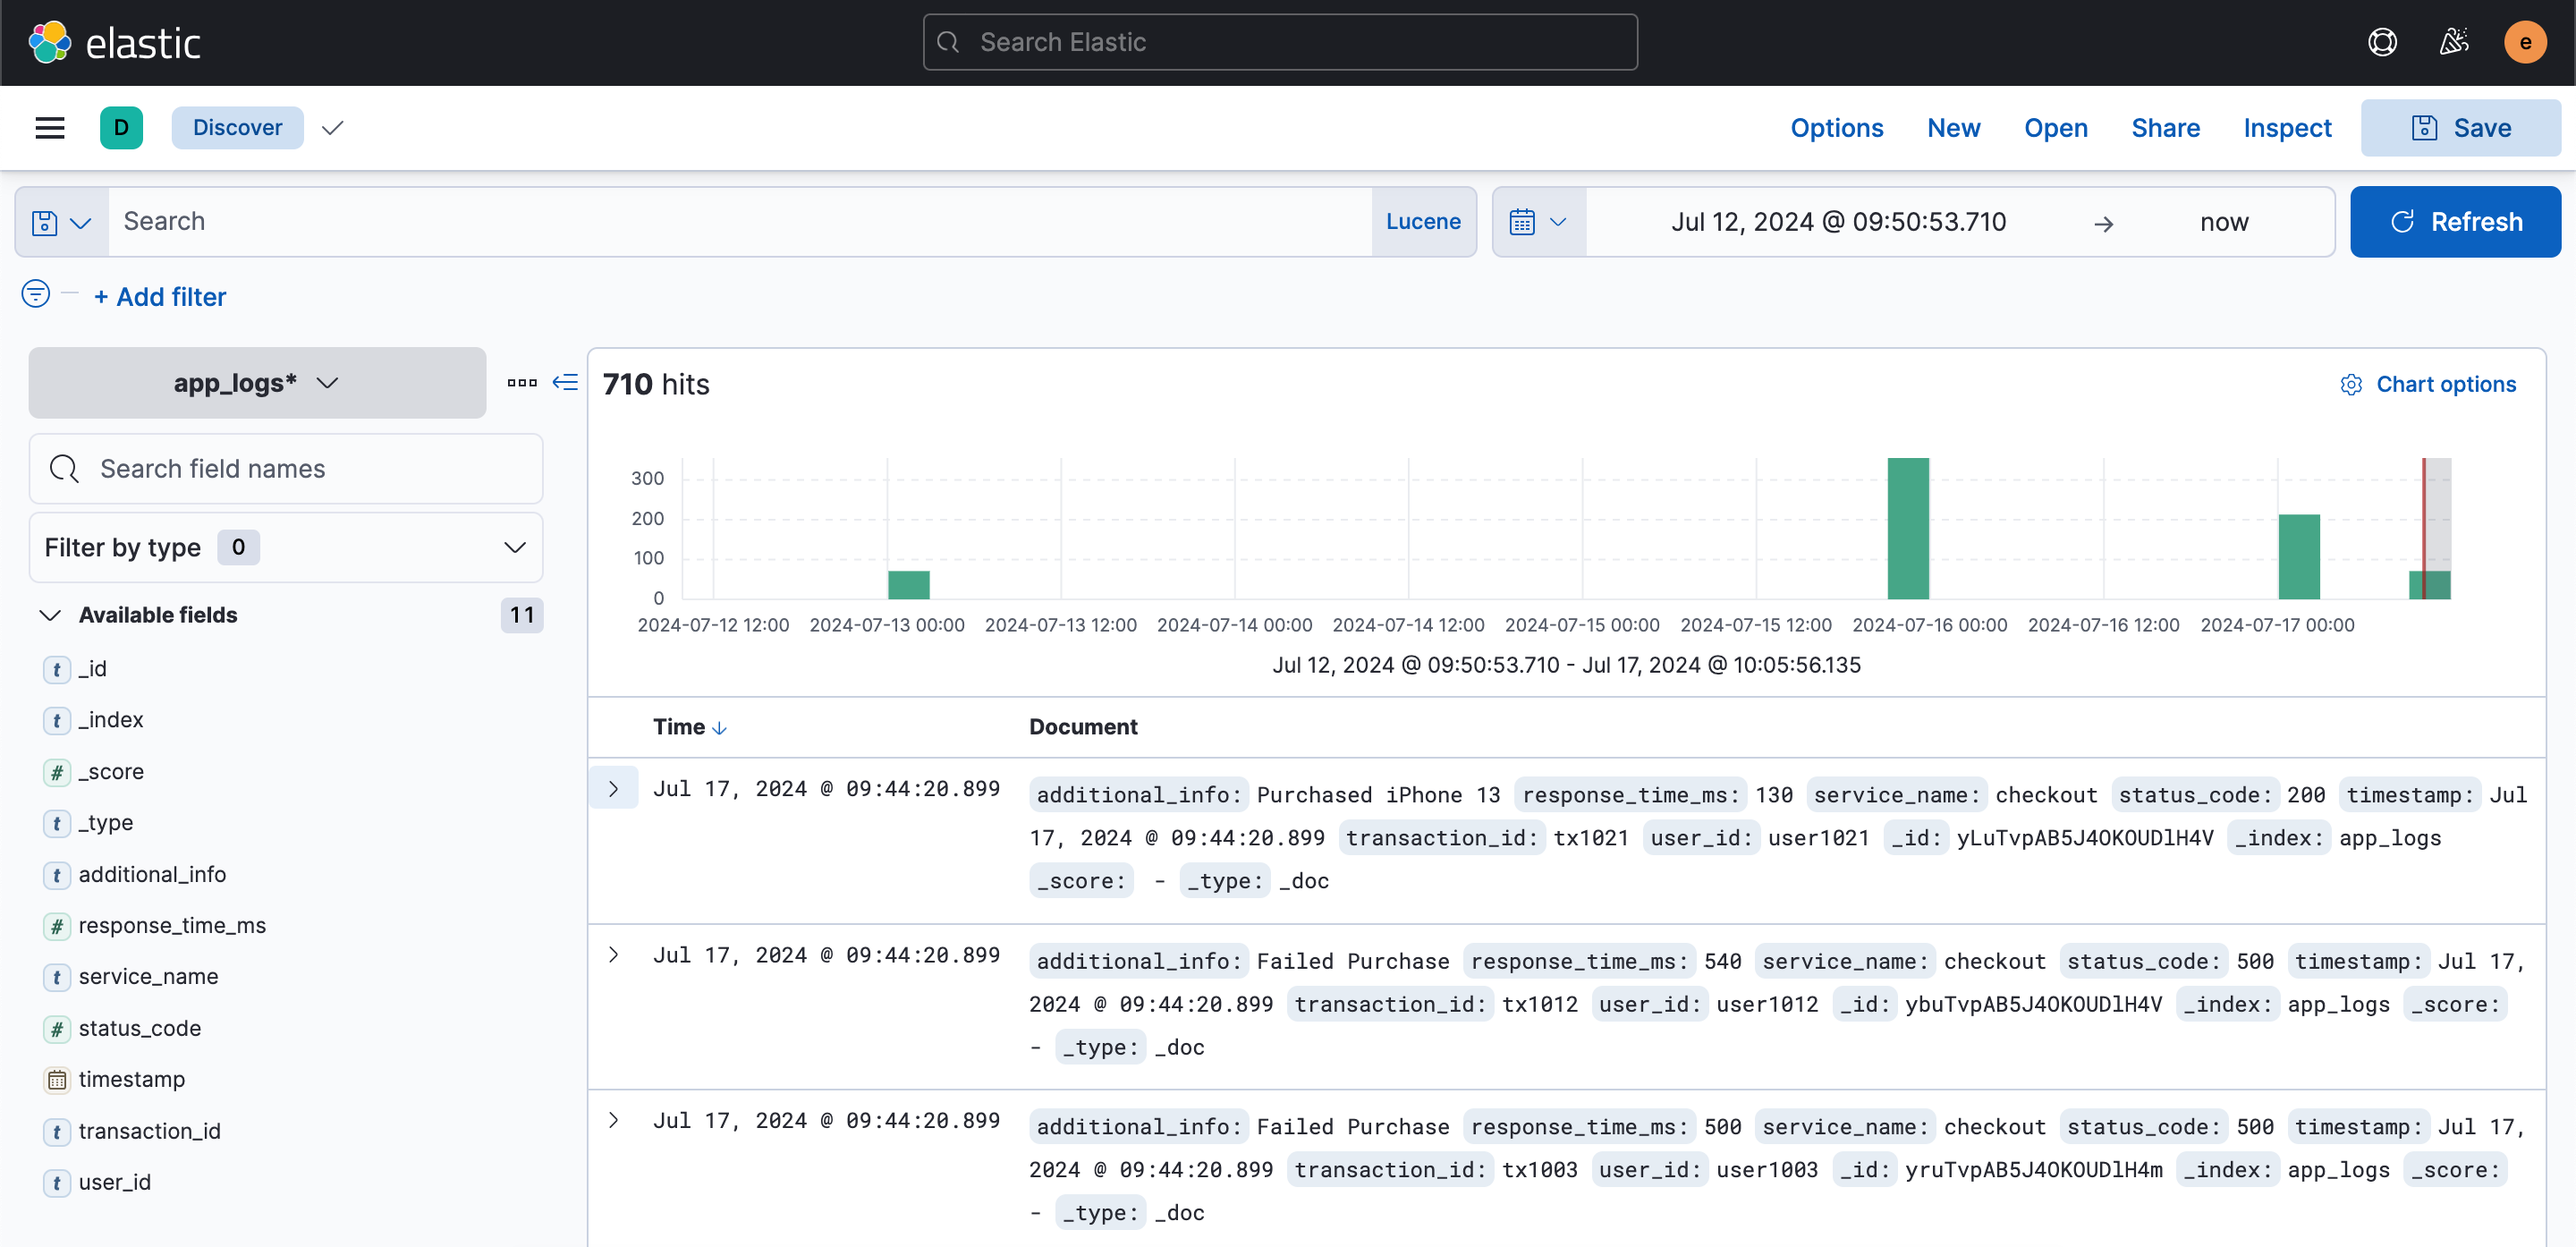 elastic
Search Elastic
e
D
Discover
Options
New
Open
Share
Inspect
Save
Search
Lucene
Jul 12, 2024 @ 09:50:53.710
→
now
Refresh
+ Add filter
app_logs*
Search field names
Filter by type 0
Available fields 11
t _id
t _index
# _score
t _type
t additional_info
# response_time_ms
t service_name
# status_code
timestamp
t transaction_id
t user_id
710 hits
Chart options
300
200
100
0
2024-07-12 12:00 2024-07-13 00:00 2024-07-13 12:00 2024-07-14 00:00 2024-07-14 12:00 2024-07-15 00:00 2024-07-15 12:00 2024-07-16 00:00 2024-07-16 12:00 2024-07-17 00:00
Jul 12, 2024 @ 09:50:53.710 - Jul 17, 2024 @ 10:05:56.135
Time ↓ Document
Jul 17, 2024 @ 09:44:20.899
additional_info: Purchased iPhone 13 response_time_ms: 130 service_name: checkout status_code: 200 timestamp: Jul
17, 2024 @ 09:44:20.899 transaction_id: tx1021 user_id: user1021 _id: yLuTvpAB5J4OKOUDlH4V _index: app_logs
_score: - _type: _doc
Jul 17, 2024 @ 09:44:20.899
additional_info: Failed Purchase response_time_ms: 540 service_name: checkout status_code: 500 timestamp: Jul 17,
2024 @ 09:44:20.899 transaction_id: tx1012 user_id: user1012 _id: ybuTvpAB5J4OKOUDlH4V _index: app_logs _score:
- _type: _doc
Jul 17, 2024 @ 09:44:20.899
additional_info: Failed Purchase response_time_ms: 500 service_name: checkout status_code: 500 timestamp: Jul 17,
2024 @ 09:44:20.899 transaction_id: tx1003 user_id: user1003 _id: yruTvpAB5J4OKOUDlH4m _index: app_logs _score:
- _type: _doc